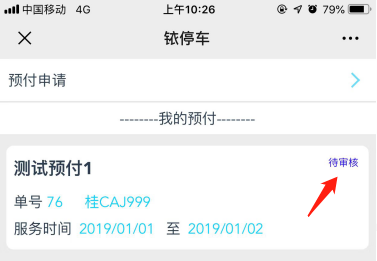 中国移动 4G 上午10:26 79%
铱停车
预付申请
--------我的预付--------
测试预付1 待审核
单号 76 桂CAJ999
服务时间 2019/01/01 至 2019/01/02